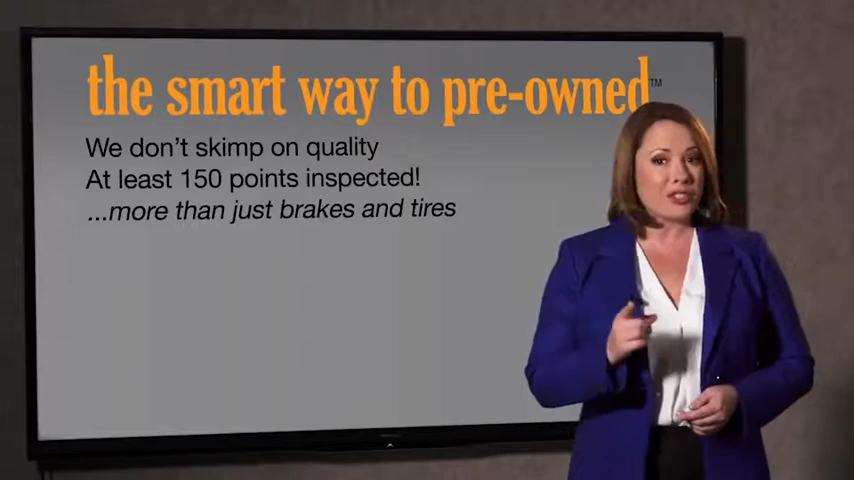 the smart way to pre-owned™
We don't skimp on quality
At least 150 points inspected!
...more than just brakes and tires